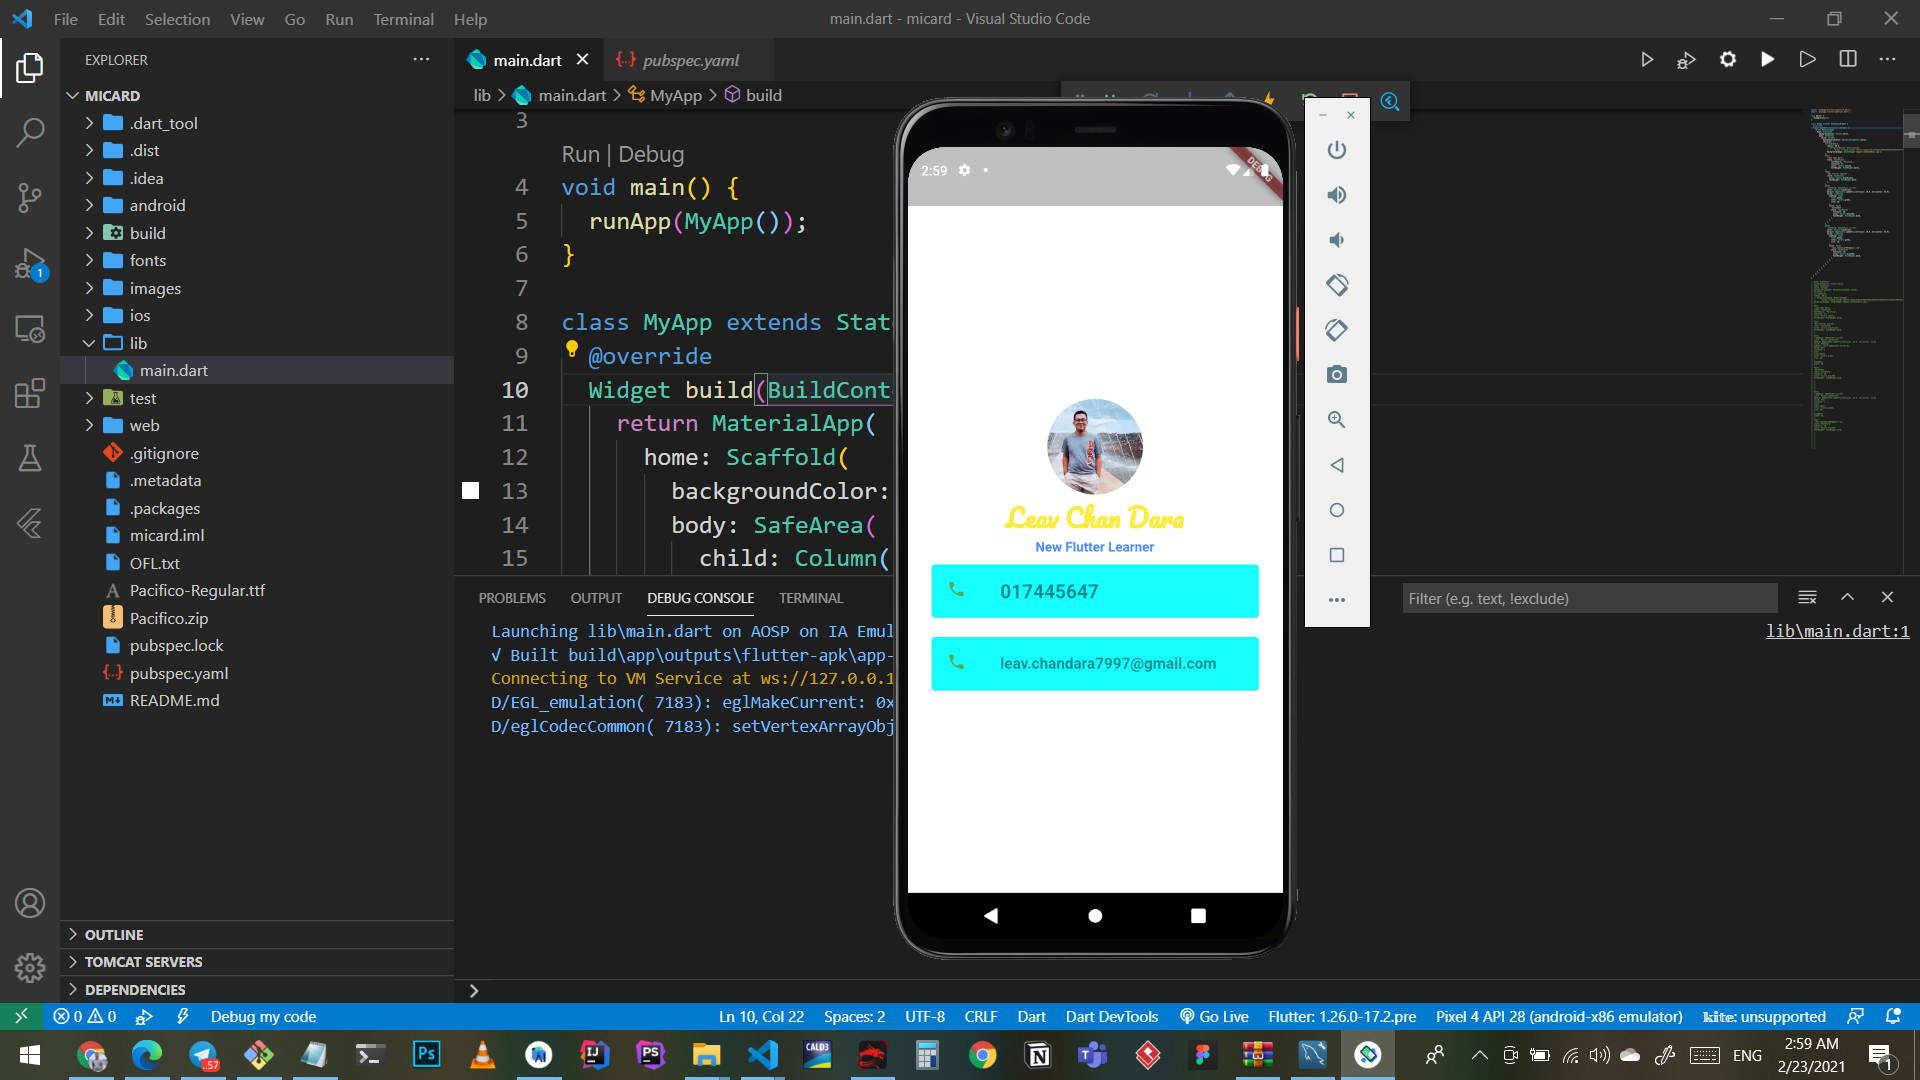 File Edit Selection View Go Run Terminal Help
main.dart - micard - Visual Studio Code
EXPLORER
MICARD
.dart_tool
.dist
.idea
android
build
fonts
images
ios
lib
main.dart
test
web
.gitignore
.metadata
.packages
micard.iml
OFL.txt
Pacifico-Regular.ttf
Pacifico.zip
pubspec.lock
pubspec.yaml
README.md
OUTLINE
TOMCAT SERVERS
DEPENDENCIES
main.dart
pubspec.yaml
lib > main.dart > MyApp > build
3
Run | Debug
4 void main() {
5 runApp(MyApp());
6 }
7
8 class MyApp extends Stat
9 @override
10 Widget build(BuildCont
11 return MaterialApp(
12 home: Scaffold(
13 backgroundColor:
14 body: SafeArea(
15 child: Column(
PROBLEMS OUTPUT DEBUG CONSOLE TERMINAL
Filter (e.g. text, !exclude)
Launching lib\main.dart on AOSP on IA Emul
lib\main.dart:1
√ Built build\app\outputs\flutter-apk\app-
Connecting to VM Service at ws://127.0.0.1
D/EGL_emulation( 7183): eglMakeCurrent: 0x
D/eglCodecCommon( 7183): setVertexArrayObj
2:59
DEBUG
Leav Chan Dara
New Flutter Learner
017445647
leav.chandara7997@gmail.com
1
0 0 Debug my code
Ln 10, Col 22 Spaces: 2 UTF-8 CRLF Dart Dart DevTools Go Live Flutter: 1.26.0-17.2.pre Pixel 4 API 28 (android-x86 emulator) kite: unsupported
.57
Ps
IJ
PS
CALD3
ENG
2:59 AM
2/23/2021
1